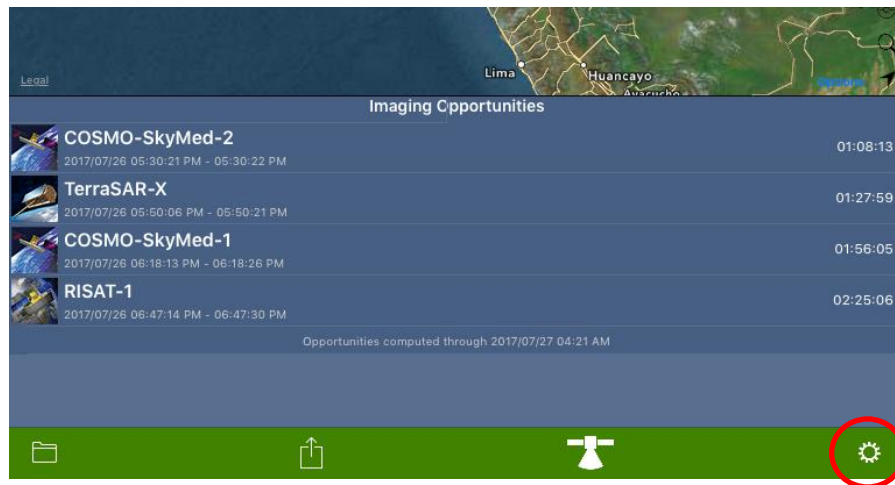 Lima
Huancayo
Ayacucho
Legal
Imaging Opportunities
COSMO-SkyMed-2
2017/07/26 05:30:21 PM - 05:30:22 PM
01:08:13
TerraSAR-X
2017/07/26 05:50:06 PM - 05:50:21 PM
01:27:59
COSMO-SkyMed-1
2017/07/26 06:18:13 PM - 06:18:26 PM
01:56:05
RISAT-1
2017/07/26 06:47:14 PM - 06:47:30 PM
02:25:06
Opportunities computed through 2017/07/27 04:21 AM